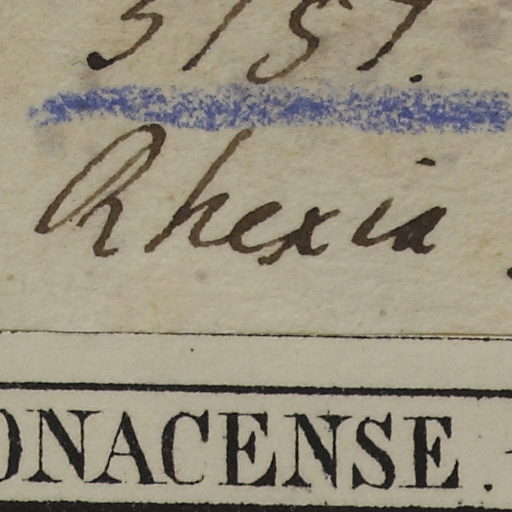 3157.
Rhexia
ONACENSE.